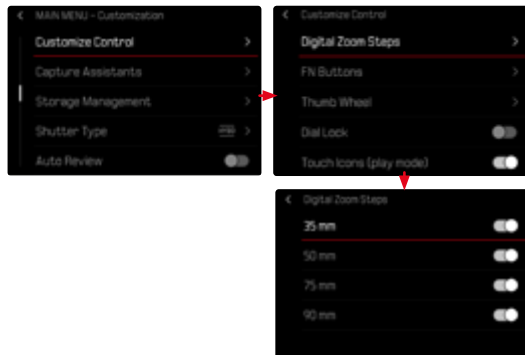 MAIN MENU - Customization
Customize Control
Capture Assistants
Storage Management
Shutter Type
Auto Review
Customize Control
Digital Zoom Steps
FN Buttons
Thumb Wheel
Dial Lock
Touch Icons (play mode)
Digital Zoom Steps
35 mm
50 mm
75 mm
90 mm